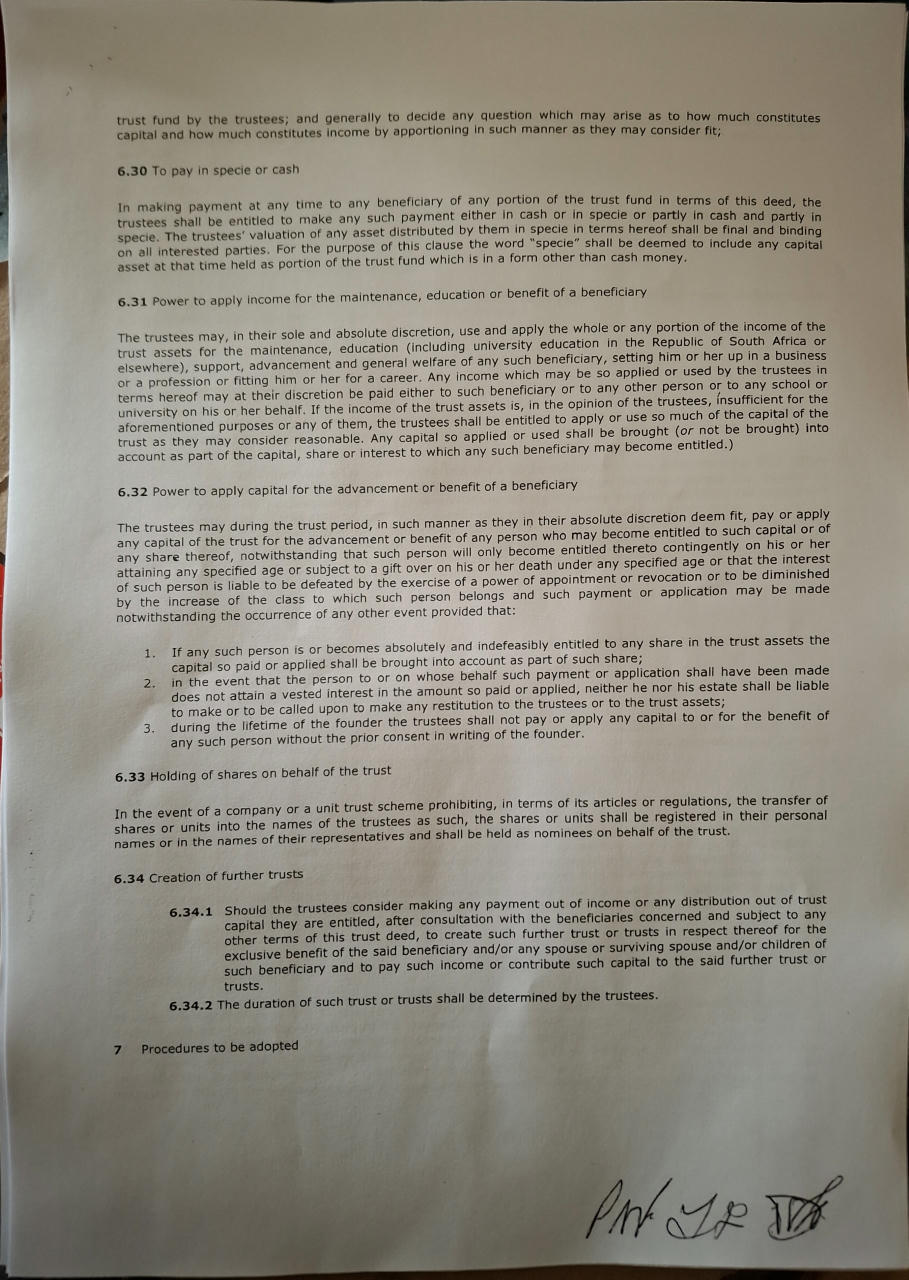 trust fund by the trustees; and generally to decide any question which may arise as to how much constitutes
capital and how much constitutes income by apportioning in such manner as they may consider fit;
6.30 To pay in specie or cash
In making payment at any time to any beneficiary of any portion of the trust fund in terms of this deed, the
trustees shall be entitled to make any such payment either in cash or in specie or partly in cash and partly in
specie. The trustees' valuation of any asset distributed by them in specie in terms hereof shall be final and binding
on all interested parties. For the purpose of this clause the word "specie" shall be deemed to include any capital
asset at that time held as portion of the trust fund which is in a form other than cash money.
6.31 Power to apply income for the maintenance, education or benefit of a beneficiary
The trustees may, in their sole and absolute discretion, use and apply the whole or any portion of the income of the
trust assets for the maintenance, education (including university education in the Republic of South Africa or
elsewhere), support, advancement and general welfare of any such beneficiary, setting him or her up in a business
or a profession or fitting him or her for a career. Any income which may be so applied or used by the trustees in
terms hereof may at their discretion be paid either to such beneficiary or to any other person or to any school or
university on his or her behalf. If the income of the trust assets is, in the opinion of the trustees, insufficient for the
aforementioned purposes or any of them, the trustees shall be entitled to apply or use so much of the capital of the
trust as they may consider reasonable. Any capital so applied or used shall be brought (or not be brought) into
account as part of the capital, share or interest to which any such beneficiary may become entitled.)
6.32 Power to apply capital for the advancement or benefit of a beneficiary
The trustees may during the trust period, in such manner as they in their absolute discretion deem fit, pay or apply
any capital of the trust for the advancement or benefit of any person who may become entitled to such capital or of
any share thereof, notwithstanding that such person will only become entitled thereto contingently on his or her
attaining any specified age or subject to a gift over on his or her death under any specified age or that the interest
of such person is liable to be defeated by the exercise of a power of appointment or revocation or to be diminished
by the increase of the class to which such person belongs and such payment or application may be made
notwithstanding the occurrence of any other event provided that:
1. If any such person is or becomes absolutely and indefeasibly entitled to any share in the trust assets the
capital so paid or applied shall be brought into account as part of such share;
2. in the event that the person to or on whose behalf such payment or application shall have been made
does not attain a vested interest in the amount so paid or applied, neither he nor his estate shall be liable
to make or to be called upon to make any restitution to the trustees or to the trust assets;
3. during the lifetime of the founder the trustees shall not pay or apply any capital to or for the benefit of
any such person without the prior consent in writing of the founder.
6.33 Holding of shares on behalf of the trust
In the event of a company or a unit trust scheme prohibiting, in terms of its articles or regulations, the transfer of
shares or units into the names of the trustees as such, the shares or units shall be registered in their personal
names or in the names of their representatives and shall be held as nominees on behalf of the trust.
6.34 Creation of further trusts
6.34.1 Should the trustees consider making any payment out of income or any distribution out of trust
capital they are entitled, after consultation with the beneficiaries concerned and subject to any
other terms of this trust deed, to create such further trust or trusts in respect thereof for the
exclusive benefit of the said beneficiary and/or any spouse or surviving spouse and/or children of
such beneficiary and to pay such income or contribute such capital to the said further trust or
trusts.
6.34.2 The duration of such trust or trusts shall be determined by the trustees.
7 Procedures to be adopted